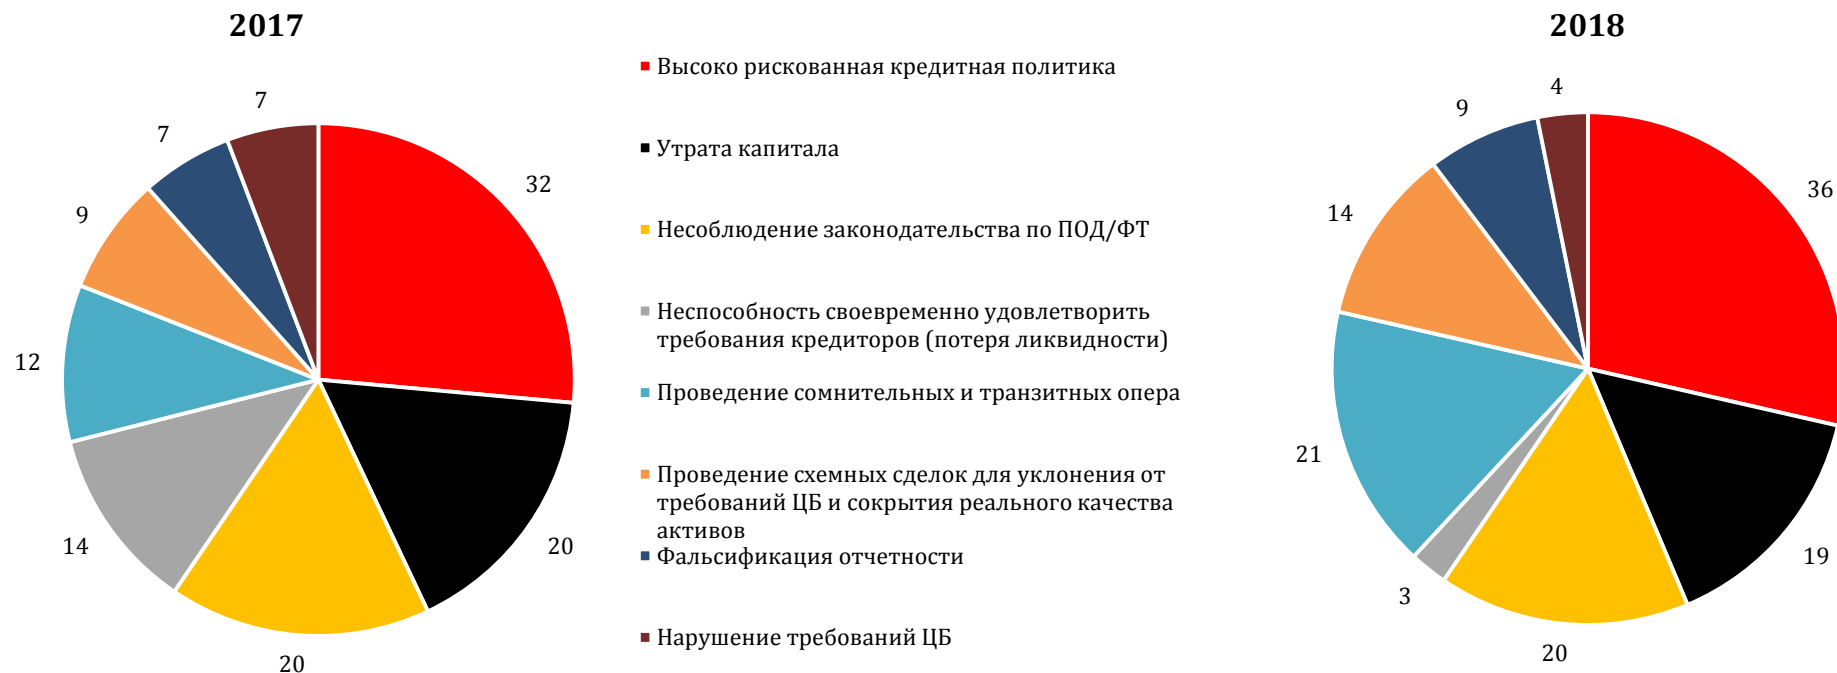 2017
7
7
32
9
12
14
20
20
Высоко рискованная кредитная политика
Утрата капитала
Несоблюдение законодательства по ПОД/ФТ
Неспособность своевременно удовлетворить
требования кредиторов (потеря ликвидности)
Проведение сомнительных и транзитных опера
Проведение схемных сделок для уклонения от
требований ЦБ и сокрытия реального качества
активов
Фальсификация отчетности
Нарушение требований ЦБ
2018
4
9
36
14
21
19
3
20